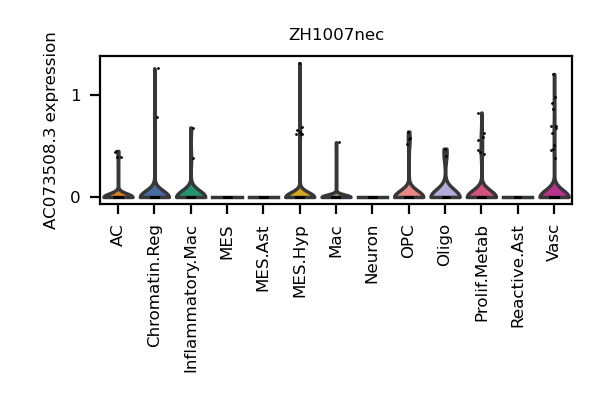 ZH1007nec
AC073508.3 expression
1
0
AC
Chromatin.Reg
Inflammatory.Mac
MES
MES.Ast
MES.Hyp
Mac
Neuron
OPC
Oligo
Prolif.Metab
Reactive.Ast
Vasc